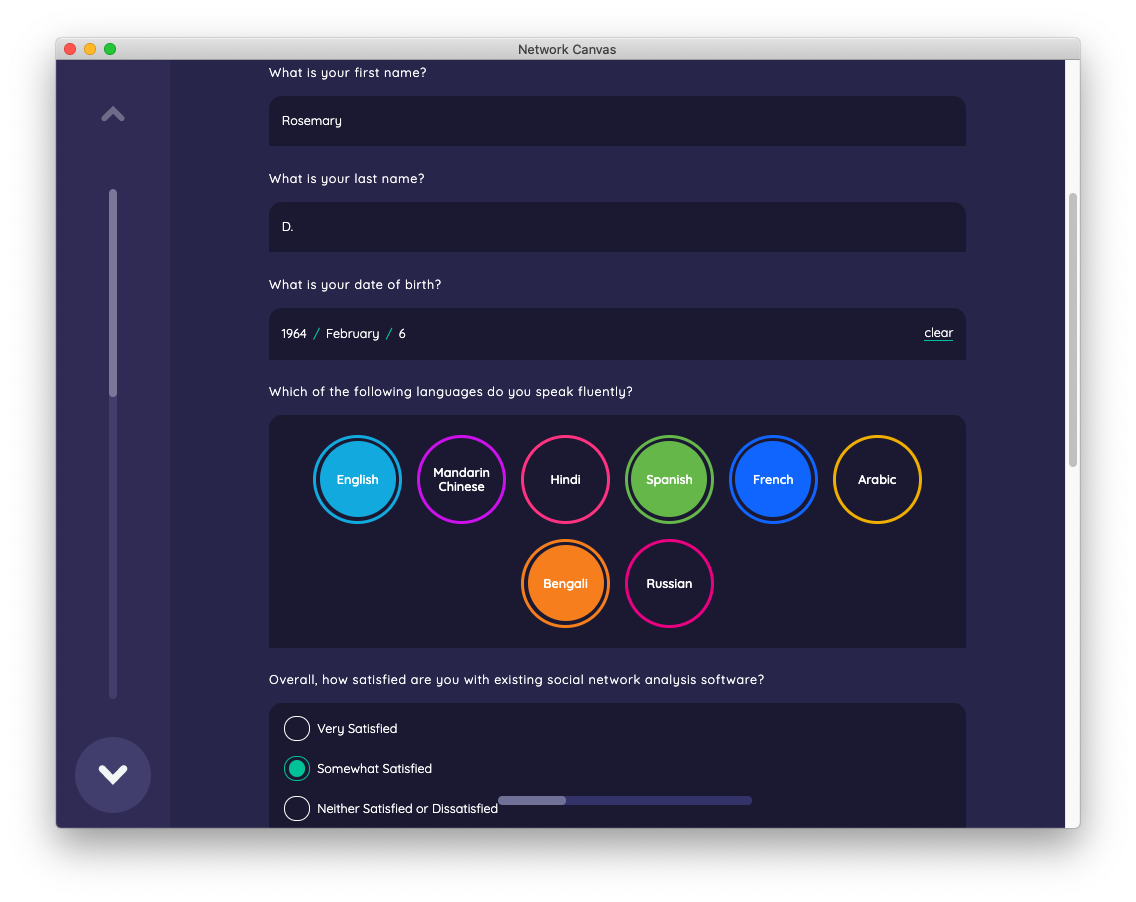 Network Canvas
What is your first name?
Rosemary
What is your last name?
D.
What is your date of birth?
1964 / February / 6
clear
Which of the following languages do you speak fluently?
English
Mandarin
Chinese
Hindi
Spanish
French
Arabic
Bengali
Russian
Overall, how satisfied are you with existing social network analysis software?
Very Satisfied
Somewhat Satisfied
Neither Satisfied or Dissatisfied